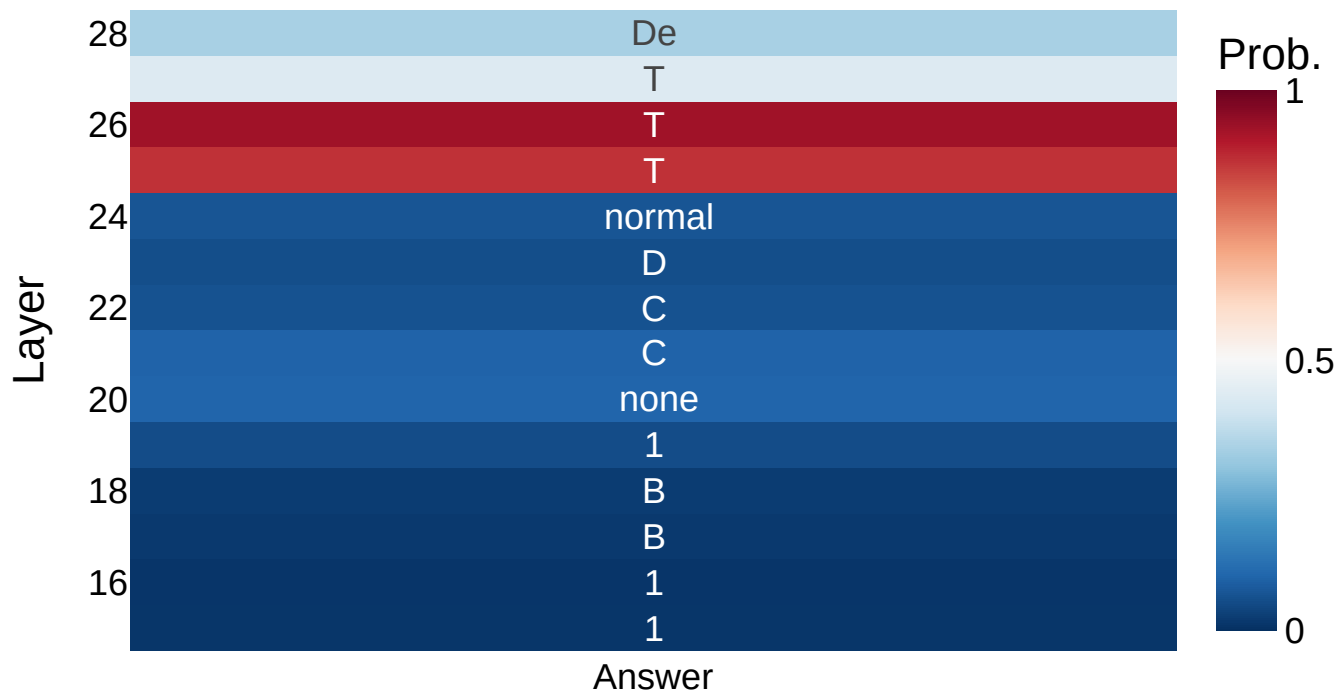 28 De
T
26 T
T
24 normal
D
22 C
C
20 none
1
18 B
B
16 1
1
Layer
Answer
Prob.
1
0.5
0